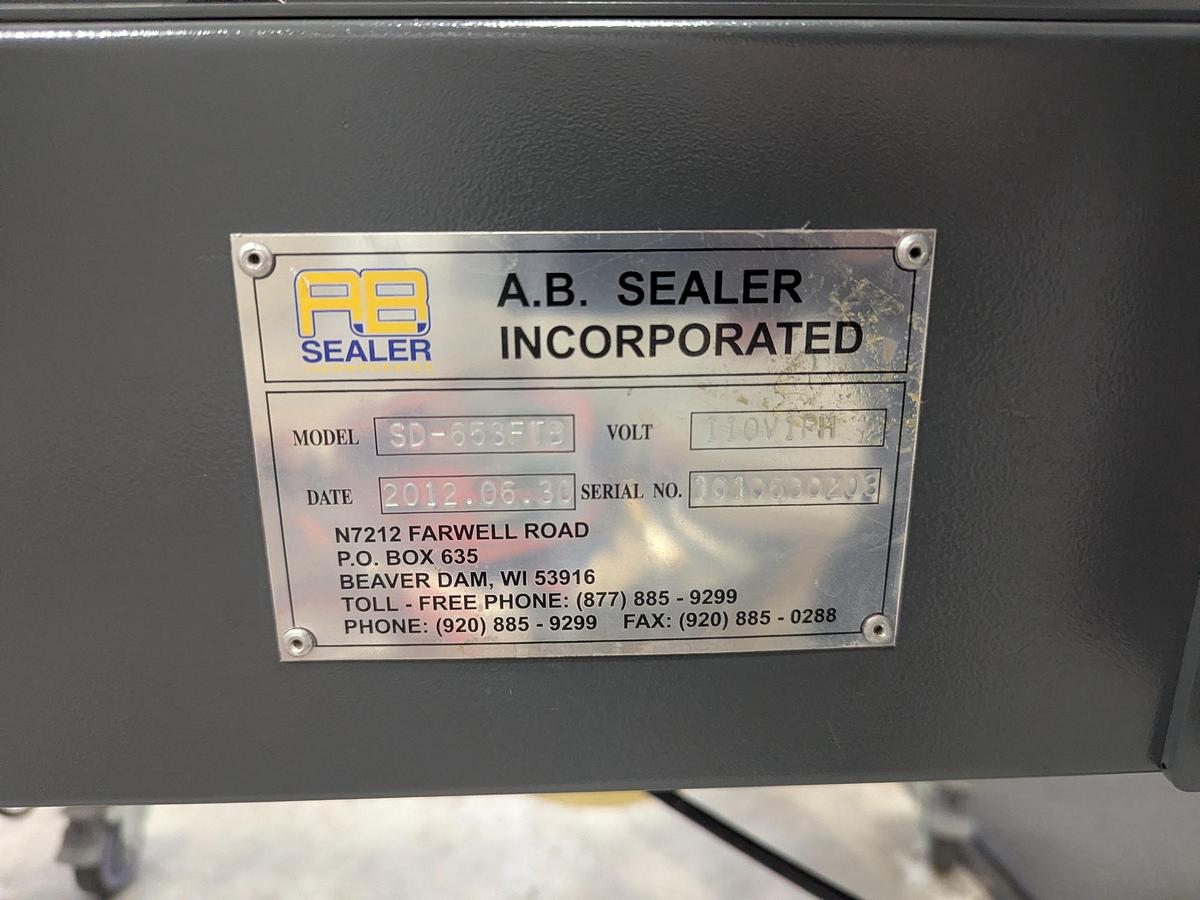 A.B.
SEALER
INCORPORATED
A.B. SEALER
INCORPORATED
MODEL SD-653FTB VOLT 110V1PH
DATE 2012.06.30 SERIAL NO.
N7212 FARWELL ROAD
P.O. BOX 635
BEAVER DAM, WI 53916
TOLL - FREE PHONE: (877) 885 - 9299
PHONE: (920) 885 - 9299 FAX: (920) 885 - 0288